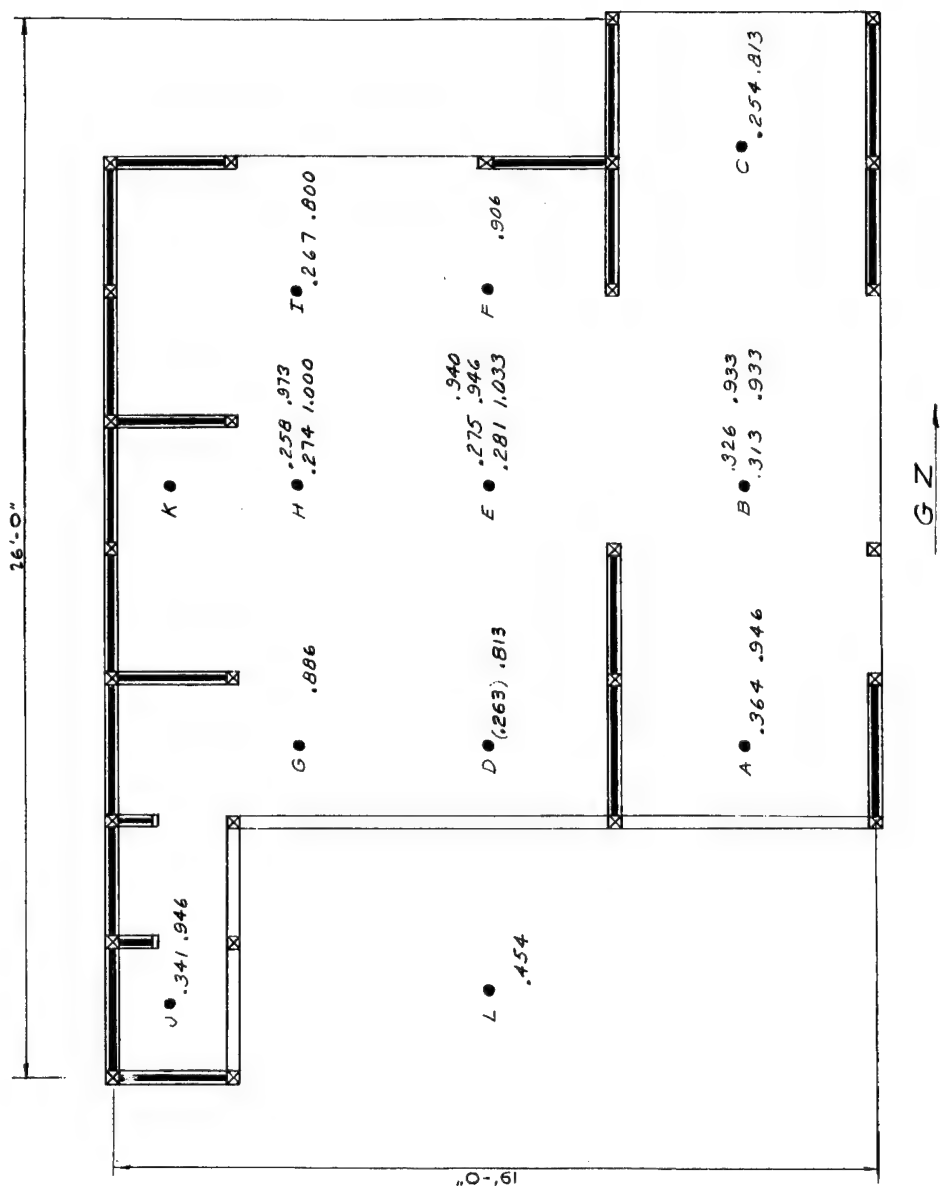 26'-0"
19'-0"
C
.254 .813
I
.267 .800
F
.906
K
H
.258 .973
.274 1.000
E
.940
.275 .946
.281 1.033
B
.326 .933
.313 .933
G
.886
D
(.263) .813
A
.364 .946
J
.341 .946
L
.454
G Z